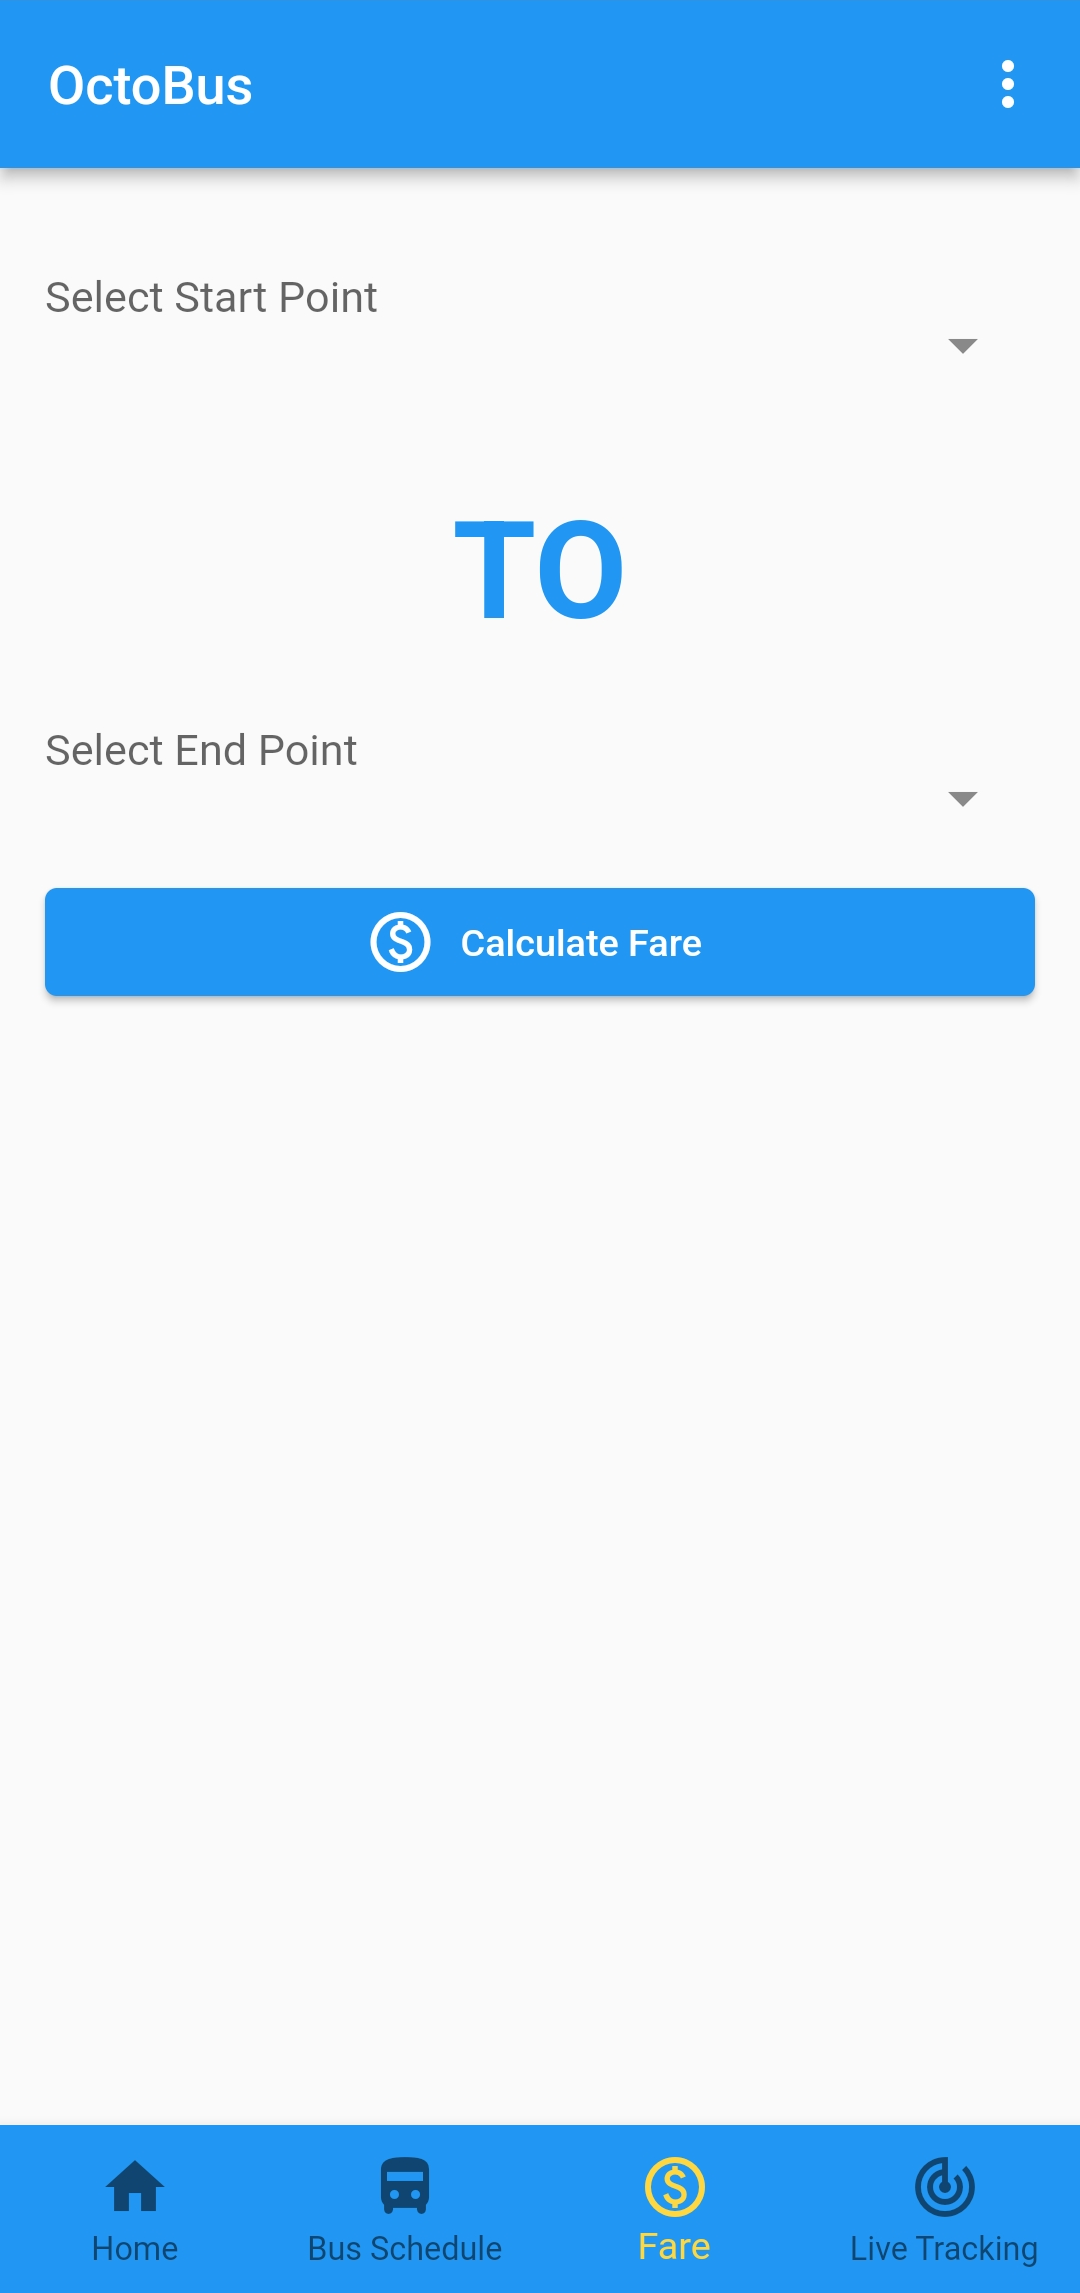 OctoBus
Select Start Point
TO
Select End Point
Calculate Fare
Home
Bus Schedule
Fare
Live Tracking